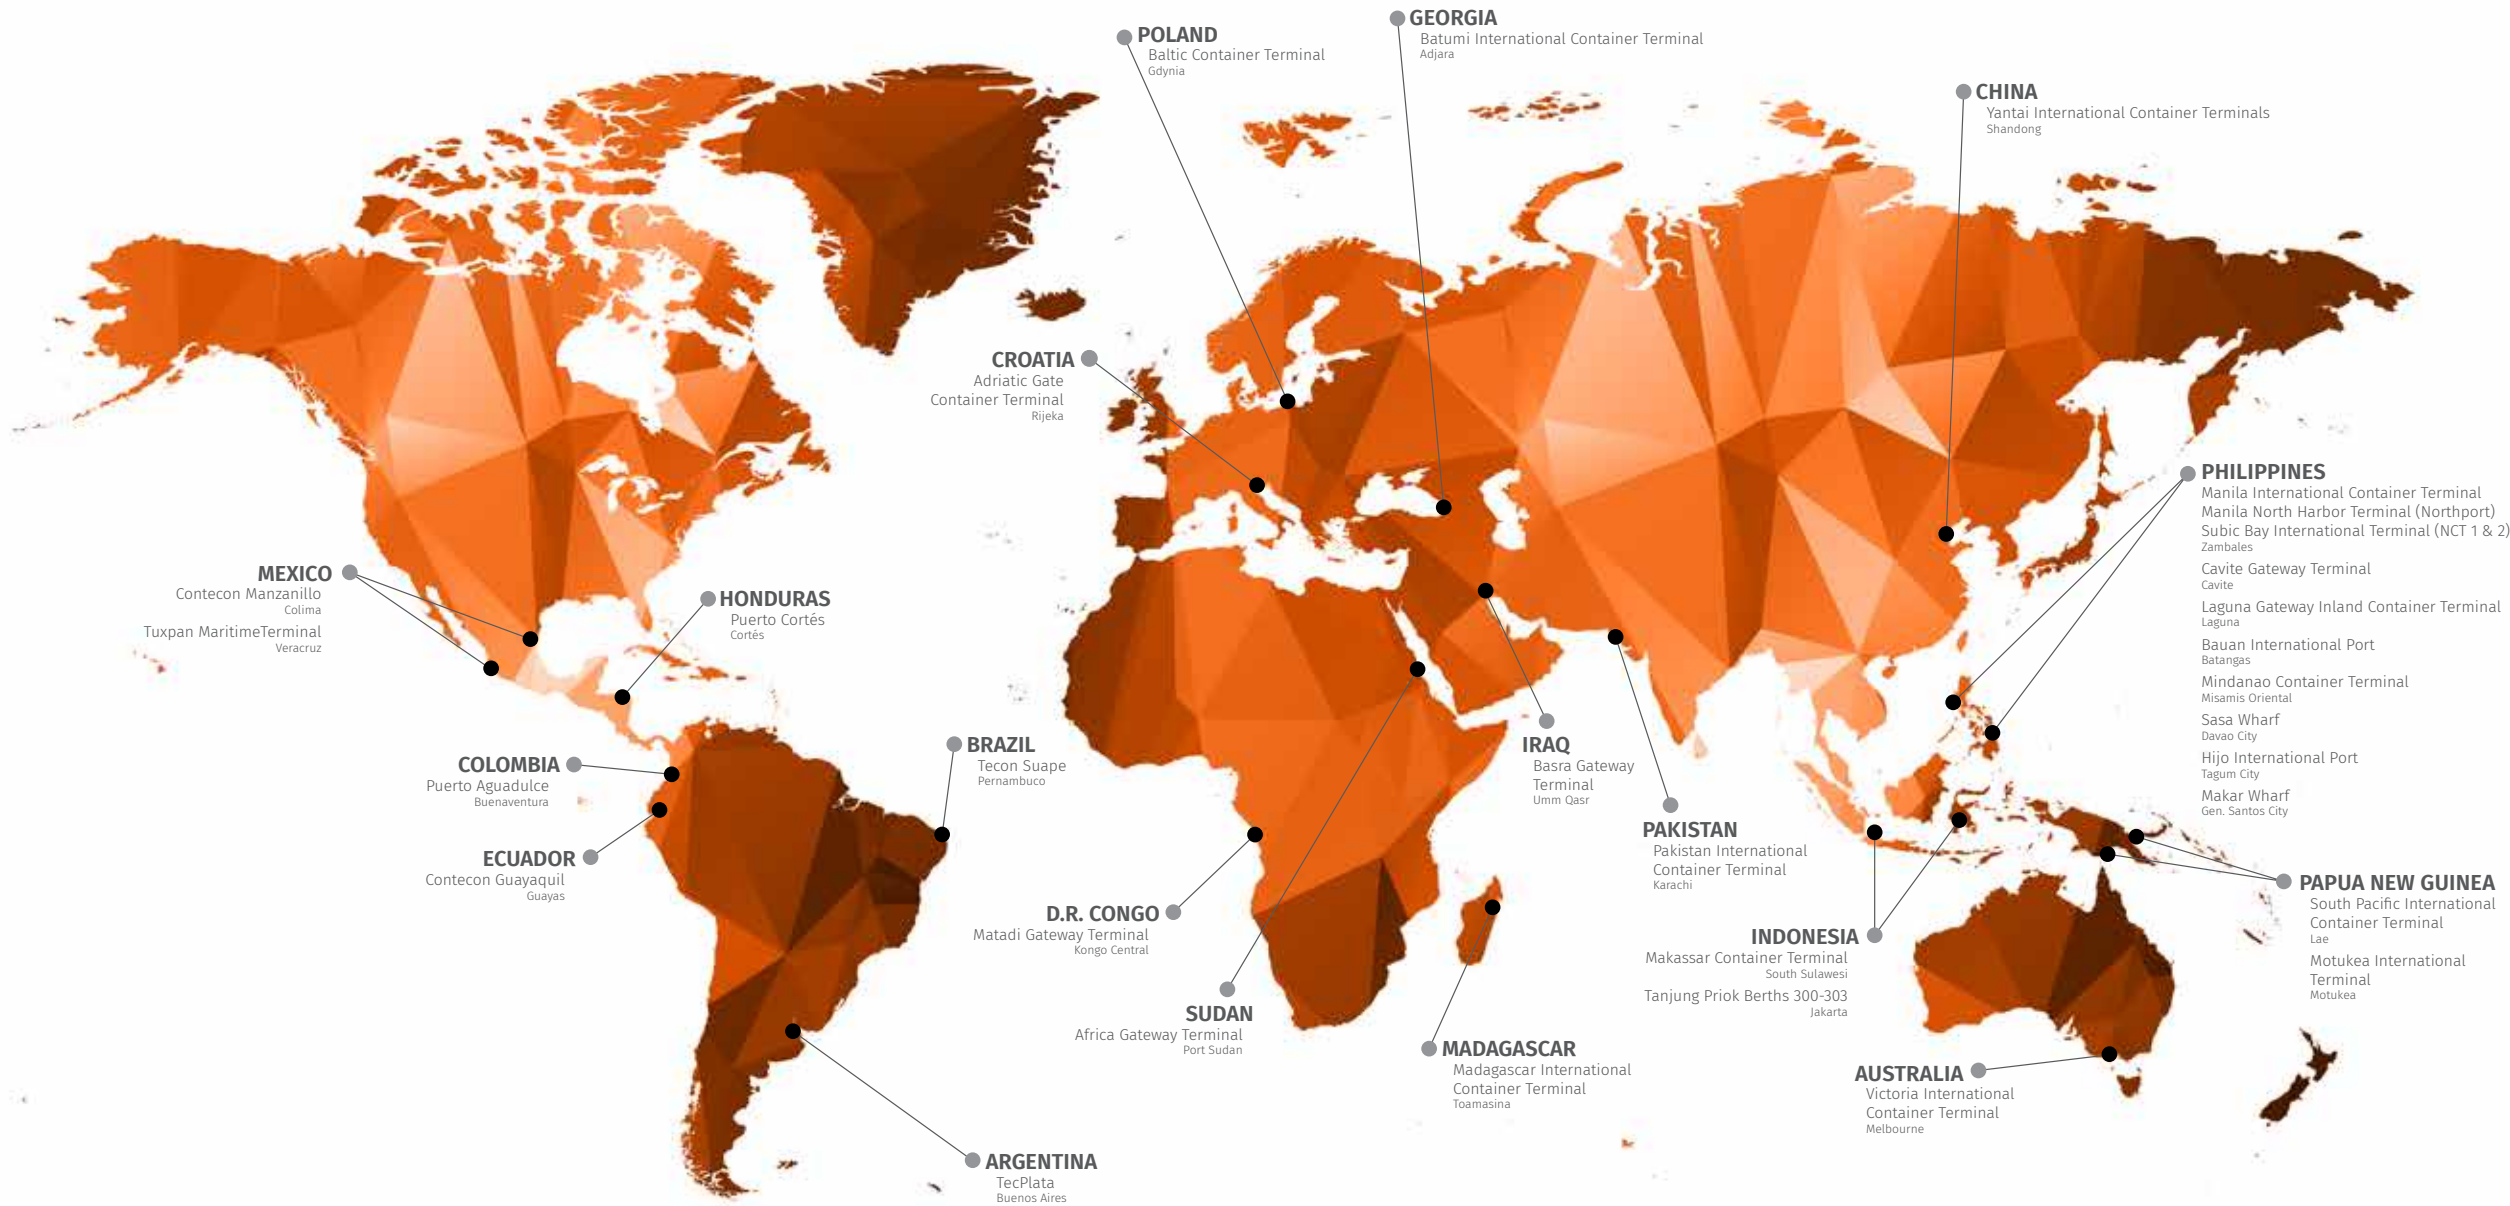 POLAND
Baltic Container Terminal
Gdynia
GEORGIA
Batumi International Container Terminal
Adjara
CHINA
Yantai International Container Terminals
Shandong
CROATIA
Adriatic Gate
Container Terminal
Rijeka
PHILIPPINES
Manila International Container Terminal
Manila North Harbor Terminal (Northport)
Subic Bay International Terminal (NCT 1 & 2)
Zambales
Cavite Gateway Terminal
Cavite
Laguna Gateway Inland Container Terminal
Laguna
Bauan International Port
Batangas
Mindanao Container Terminal
Misamis Oriental
Sasa Wharf
Davao City
Hijo International Port
Tagum City
Makar Wharf
Gen. Santos City
MEXICO
Contecon Manzanillo
Colima
Tuxpan MaritimeTerminal
Veracruz
HONDURAS
Puerto Cortés
Cortés
COLOMBIA
Puerto Aguadulce
Buenaventura
BRAZIL
Tecon Suape
Pernambuco
IRAQ
Basra Gateway
Terminal
Umm Qasr
PAKISTAN
Pakistan International
Container Terminal
Karachi
ECUADOR
Contecon Guayaquil
Guayas
D.R. CONGO
Matadi Gateway Terminal
Kongo Central
PAPUA NEW GUINEA
South Pacific International
Container Terminal
Lae
Motukea International
Terminal
Motukea
INDONESIA
Makassar Container Terminal
South Sulawesi
Tanjung Priok Berths 300-303
Jakarta
SUDAN
Africa Gateway Terminal
Port Sudan
MADAGASCAR
Madagascar International
Container Terminal
Toamasina
AUSTRALIA
Victoria International
Container Terminal
Melbourne
ARGENTINA
TecPlata
Buenos Aires